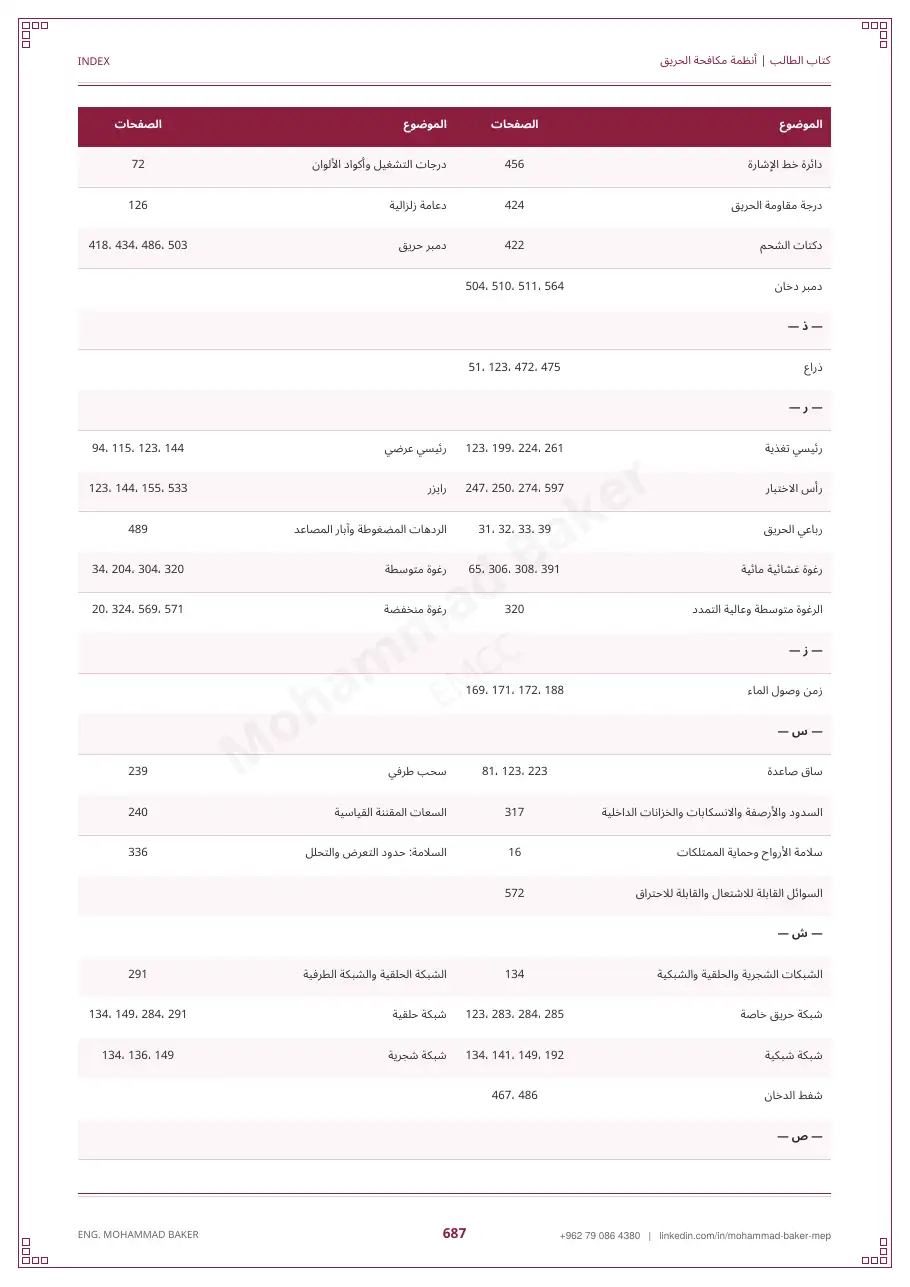 كتاب الطالب | أنظمة مكافحة الحريق INDEX
الموضوع الصفحات الموضوع الصفحات
دائرة خط الإشارة 456 درجات التشغيل وأكواد الألوان 72
درجة مقاومة الحريق 424 دعامة زلزالية 126
دكتات الشحم 422 دمبر حريق 418، 434، 486، 503
دمبر دخان 504، 510، 511، 564
— ذ —
ذراع 51، 123، 472، 475
— ر —
رئيسي تغذية 123، 199، 224، 261 رئيسي عرضي 94، 115، 123، 144
رأس الاختبار 247، 250، 274، 597 رايزر 123، 144، 155، 533
رباعي الحريق 31، 32، 33، 39 الردهات المضغوطة وآبار المصاعد 489
رغوة غشائية مائية 65، 306، 308، 391 رغوة متوسطة 34، 204، 304، 320
الرغوة متوسطة وعالية التمدد 320 رغوة منخفضة 20، 324، 569، 571
— ز —
زمن وصول الماء 169، 171، 172، 188
— س —
ساق صاعدة 81، 123، 223 سحب طرفي 239
السدود والأرصفة والانسكابات والخزانات الداخلية 317 السعات المقننة القياسية 240
سلامة الأرواح وحماية الممتلكات 16 السلامة: حدود التعرض والتحلل 336
السوائل القابلة للاشتعال والقابلة للاحتراق 572
— ش —
الشبكات الشجرية والحلقية والشبكية 134 الشبكة الحلقية والشبكة الطرفية 291
شبكة حريق خاصة 123، 283، 284، 285 شبكة حلقية 134، 149، 284، 291
شبكة شبكية 134، 141، 149، 192 شبكة شجرية 134، 136، 149
شفط الدخان 467، 486
— ص —
Mohammad Baker
EMCC
ENG. MOHAMMAD BAKER 687 +962 79 086 4380 | linkedin.com/in/mohammad-baker-mep